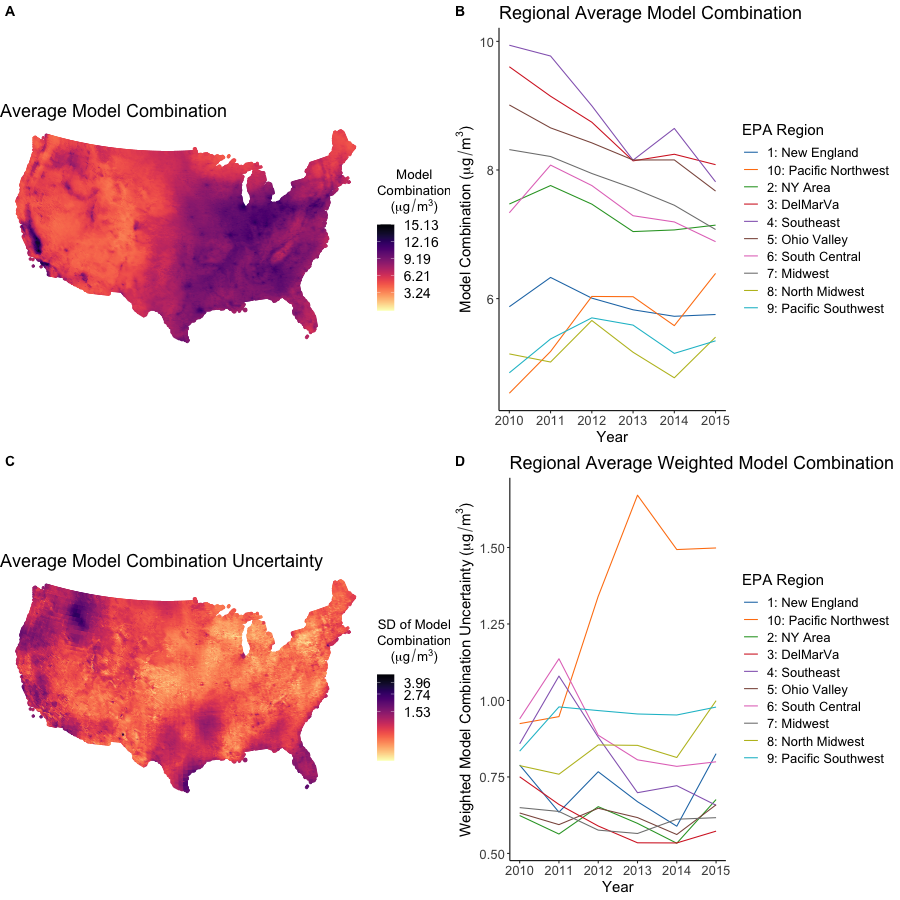 A
Average Model Combination
Model
Combination
(μg/m³)
15.13
12.16
9.19
6.21
3.24
B
Regional Average Model Combination
Model Combination (μg/m³)
10
8
6
2010 2011 2012 2013 2014 2015
Year
EPA Region
1: New England
10: Pacific Northwest
2: NY Area
3: DelMarVa
4: Southeast
5: Ohio Valley
6: South Central
7: Midwest
8: North Midwest
9: Pacific Southwest
C
Average Model Combination Uncertainty
SD of Model
Combination
(μg/m³)
3.96
2.74
1.53
D
Regional Average Weighted Model Combination
Weighted Model Combination Uncertainty (μg/m³)
1.50
1.25
1.00
0.75
0.50
2010 2011 2012 2013 2014 2015
Year
EPA Region
1: New England
10: Pacific Northwest
2: NY Area
3: DelMarVa
4: Southeast
5: Ohio Valley
6: South Central
7: Midwest
8: North Midwest
9: Pacific Southwest